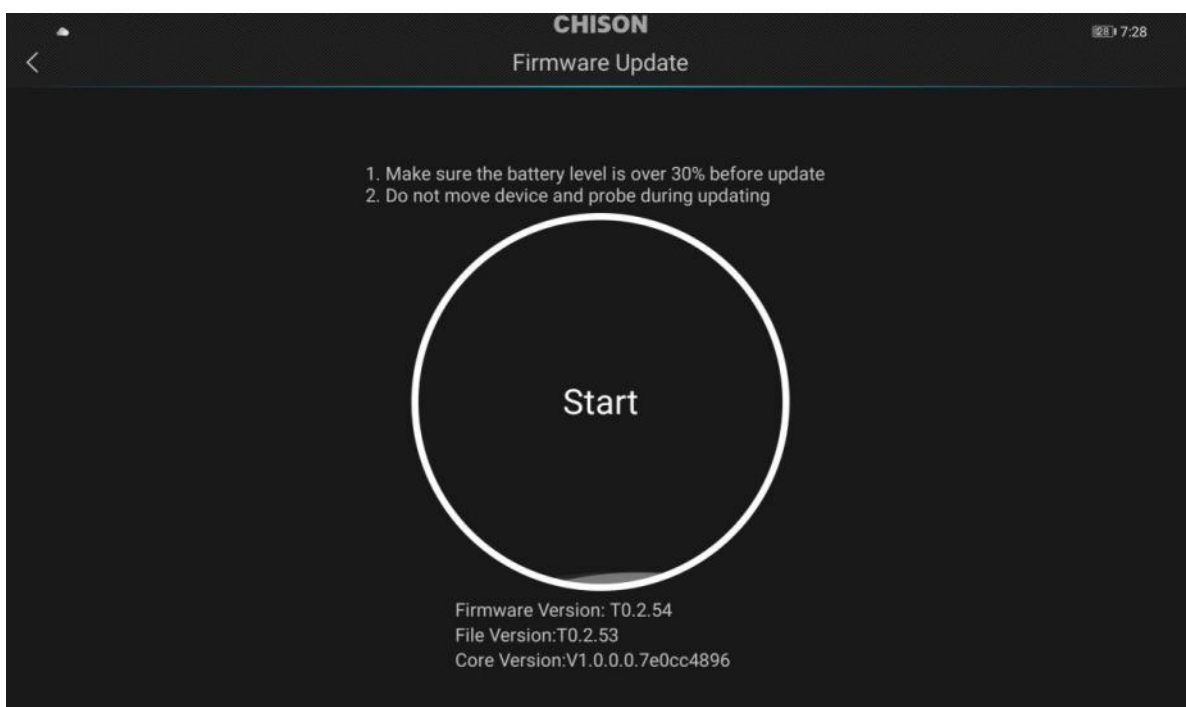 CHISON
28 7:28
Firmware Update
1. Make sure the battery level is over 30% before update
2. Do not move device and probe during updating
Start
Firmware Version: T0.2.54
File Version:T0.2.53
Core Version:V1.0.0.0.7e0cc4896